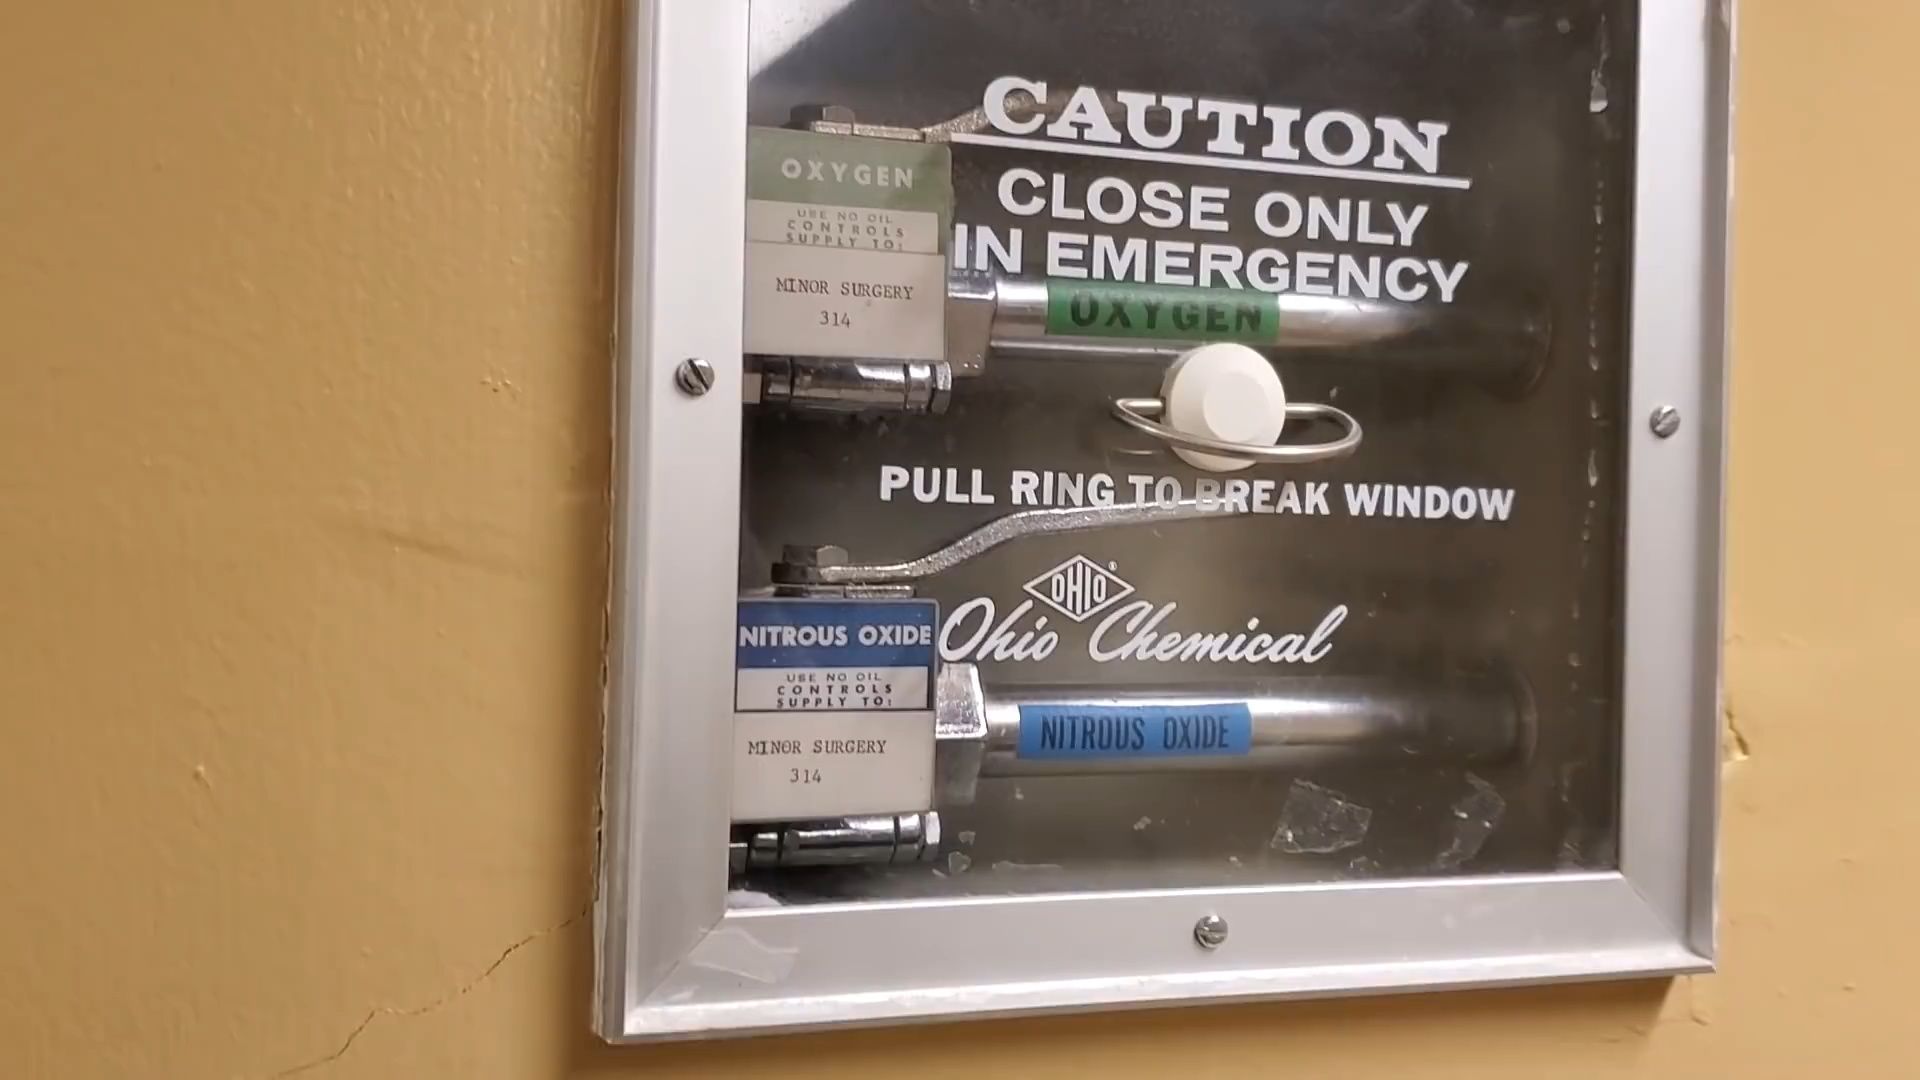 CAUTION
CLOSE ONLY
IN EMERGENCY
OXYGEN
USE NO OIL
CONTROLS
SUPPLY TO:
MINOR SURGERY
314
OXYGEN
PULL RING TO BREAK WINDOW
OHIO
Ohio Chemical
NITROUS OXIDE
USE NO OIL
CONTROLS
SUPPLY TO:
MINOR SURGERY
314
NITROUS OXIDE